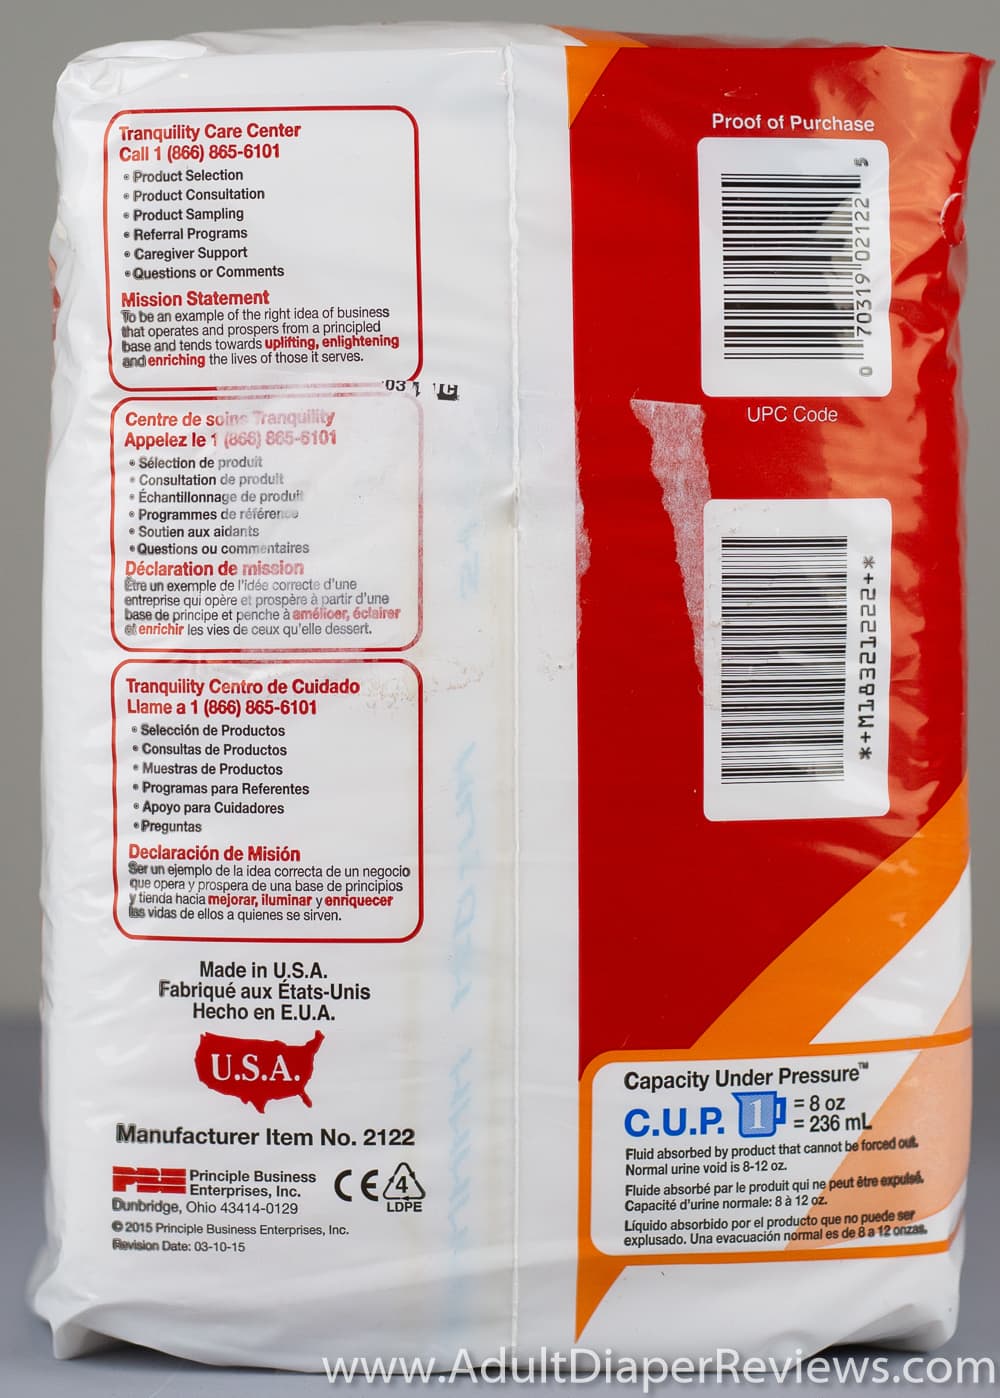 Tranquility Care Center
Call 1 (866) 865-6101
• Product Selection
• Product Consultation
• Product Sampling
• Referral Programs
• Caregiver Support
• Questions or Comments
Mission Statement
To be an example of the right idea of business
that operates and prospers from a principled
base and tends towards uplifting, enlightening
and enriching the lives of those it serves.
Centre de soins Tranquility
Appelez le 1 (866) 865-6101
• Sélection de produit
• Consultation de produit
• Échantillonnage de produit
• Programmes de référence
• Soutien aux aidants
• Questions ou commentaires
Déclaration de mission
Être un exemple de l'idée correcte d'une
entreprise qui opère et prospère à partir d'une
base de principe et penche à améliorer, éclairer
et enrichir les vies de ceux qu'elle dessert.
Tranquility Centro de Cuidado
Llame a 1 (866) 865-6101
• Selección de Productos
• Consultas de Productos
• Muestras de Productos
• Programas para Referentes
• Apoyo para Cuidadores
• Preguntas
Declaración de Misión
Ser un ejemplo de la idea correcta de un negocio
que opera y prospera de una base de principios
y tienda hacia mejorar, iluminar y enriquecer
las vidas de ellos a quienes se sirven.
Made in U.S.A.
Fabriqué aux États-Unis
Hecho en E.U.A.
U.S.A.
Manufacturer Item No. 2122
Principle Business
Enterprises, Inc.
Dunbridge, Ohio 43414-0129
CE
4
LDPE
© 2015 Principle Business Enterprises, Inc.
Revision Date: 03-10-15
Proof of Purchase
0 70319 02122 5
UPC Code
*+M18321222+*
Capacity Under Pressure™
C.U.P. 1 = 8 oz
= 236 mL
Fluid absorbed by product that cannot be forced out.
Normal urine void is 8-12 oz.
Fluide absorbé par le produit qui ne peut être expulsé.
Capacité d'urine normale: 8 à 12 oz.
Líquido absorbido por el producto que no puede ser
explusado. Una evacuación normal es de 8 a 12 onzas.
www.AdultDiaperReviews.com